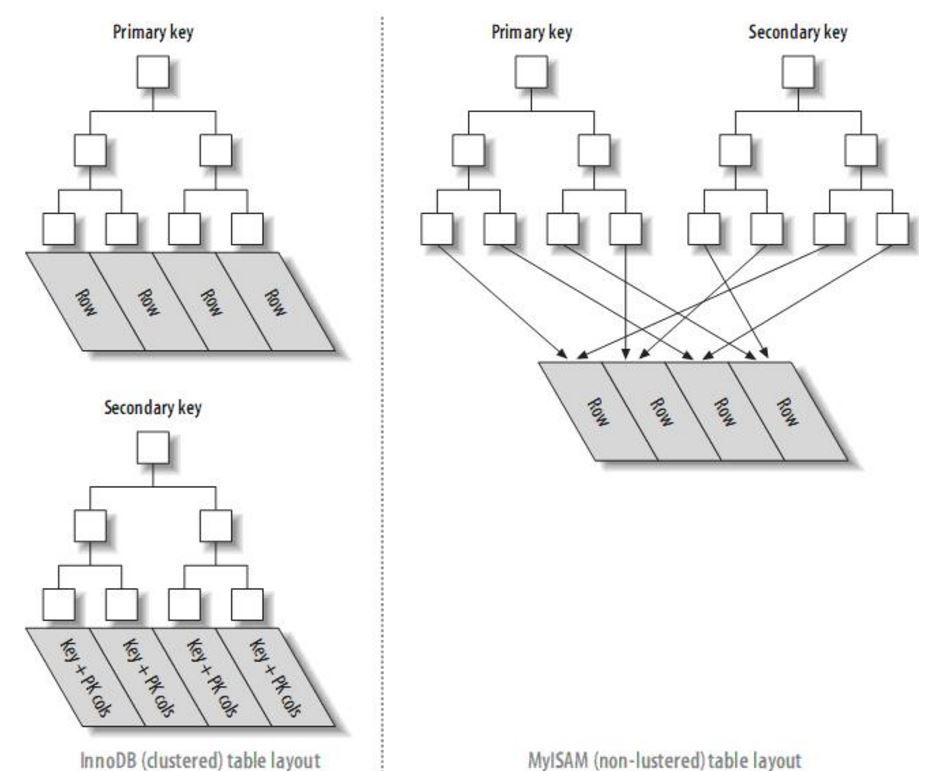 Primary key
Row
Row
Row
Row
Secondary key
Key + PK cols
Key + PK cols
Key + PK cols
Key + PK cols
InnoDB (clustered) table layout
Primary key
Secondary key
Row
Row
Row
Row
MyISAM (non-lustered) table layout